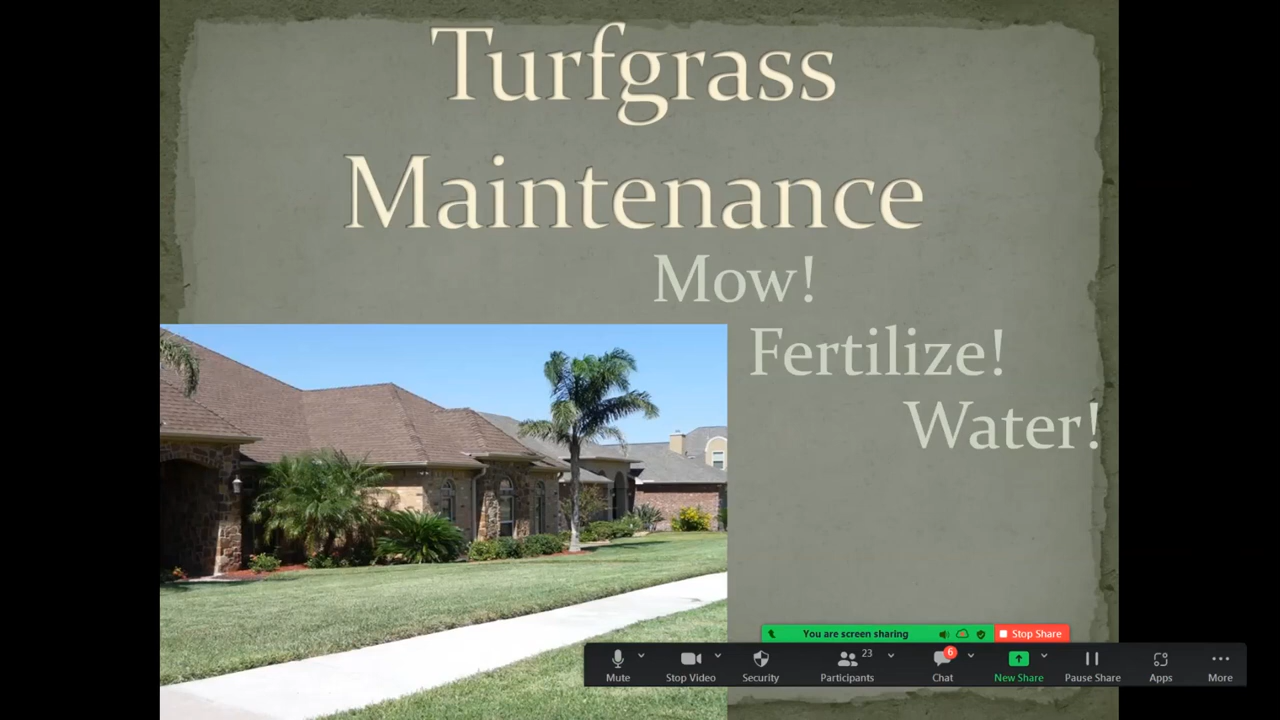 Turfgrass
Maintenance
Mow!
Fertilize!
Water!
You are screen sharing
Stop Share
Mute
Stop Video
Security
Participants
23
Chat
6
New Share
Pause Share
Apps
More